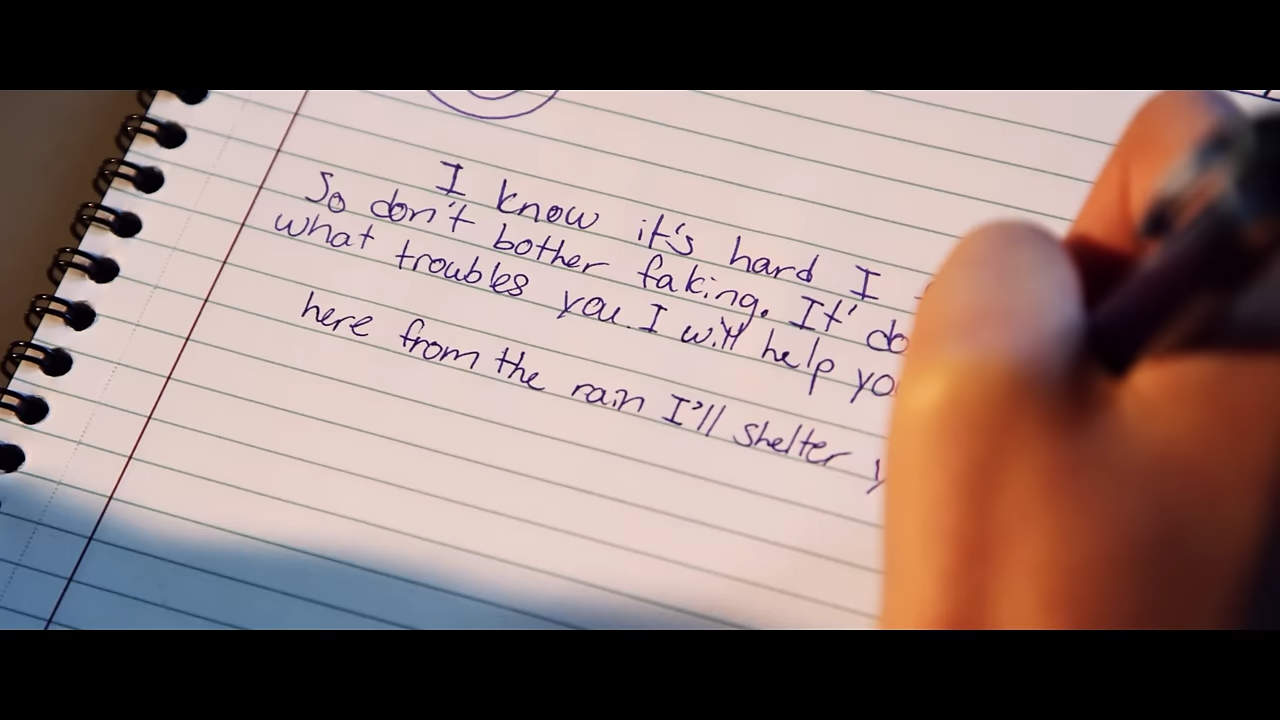 I know it's hard I
So don't bother faking. It' do
what troubles you I will help yo
here from the rain I'll shelter y